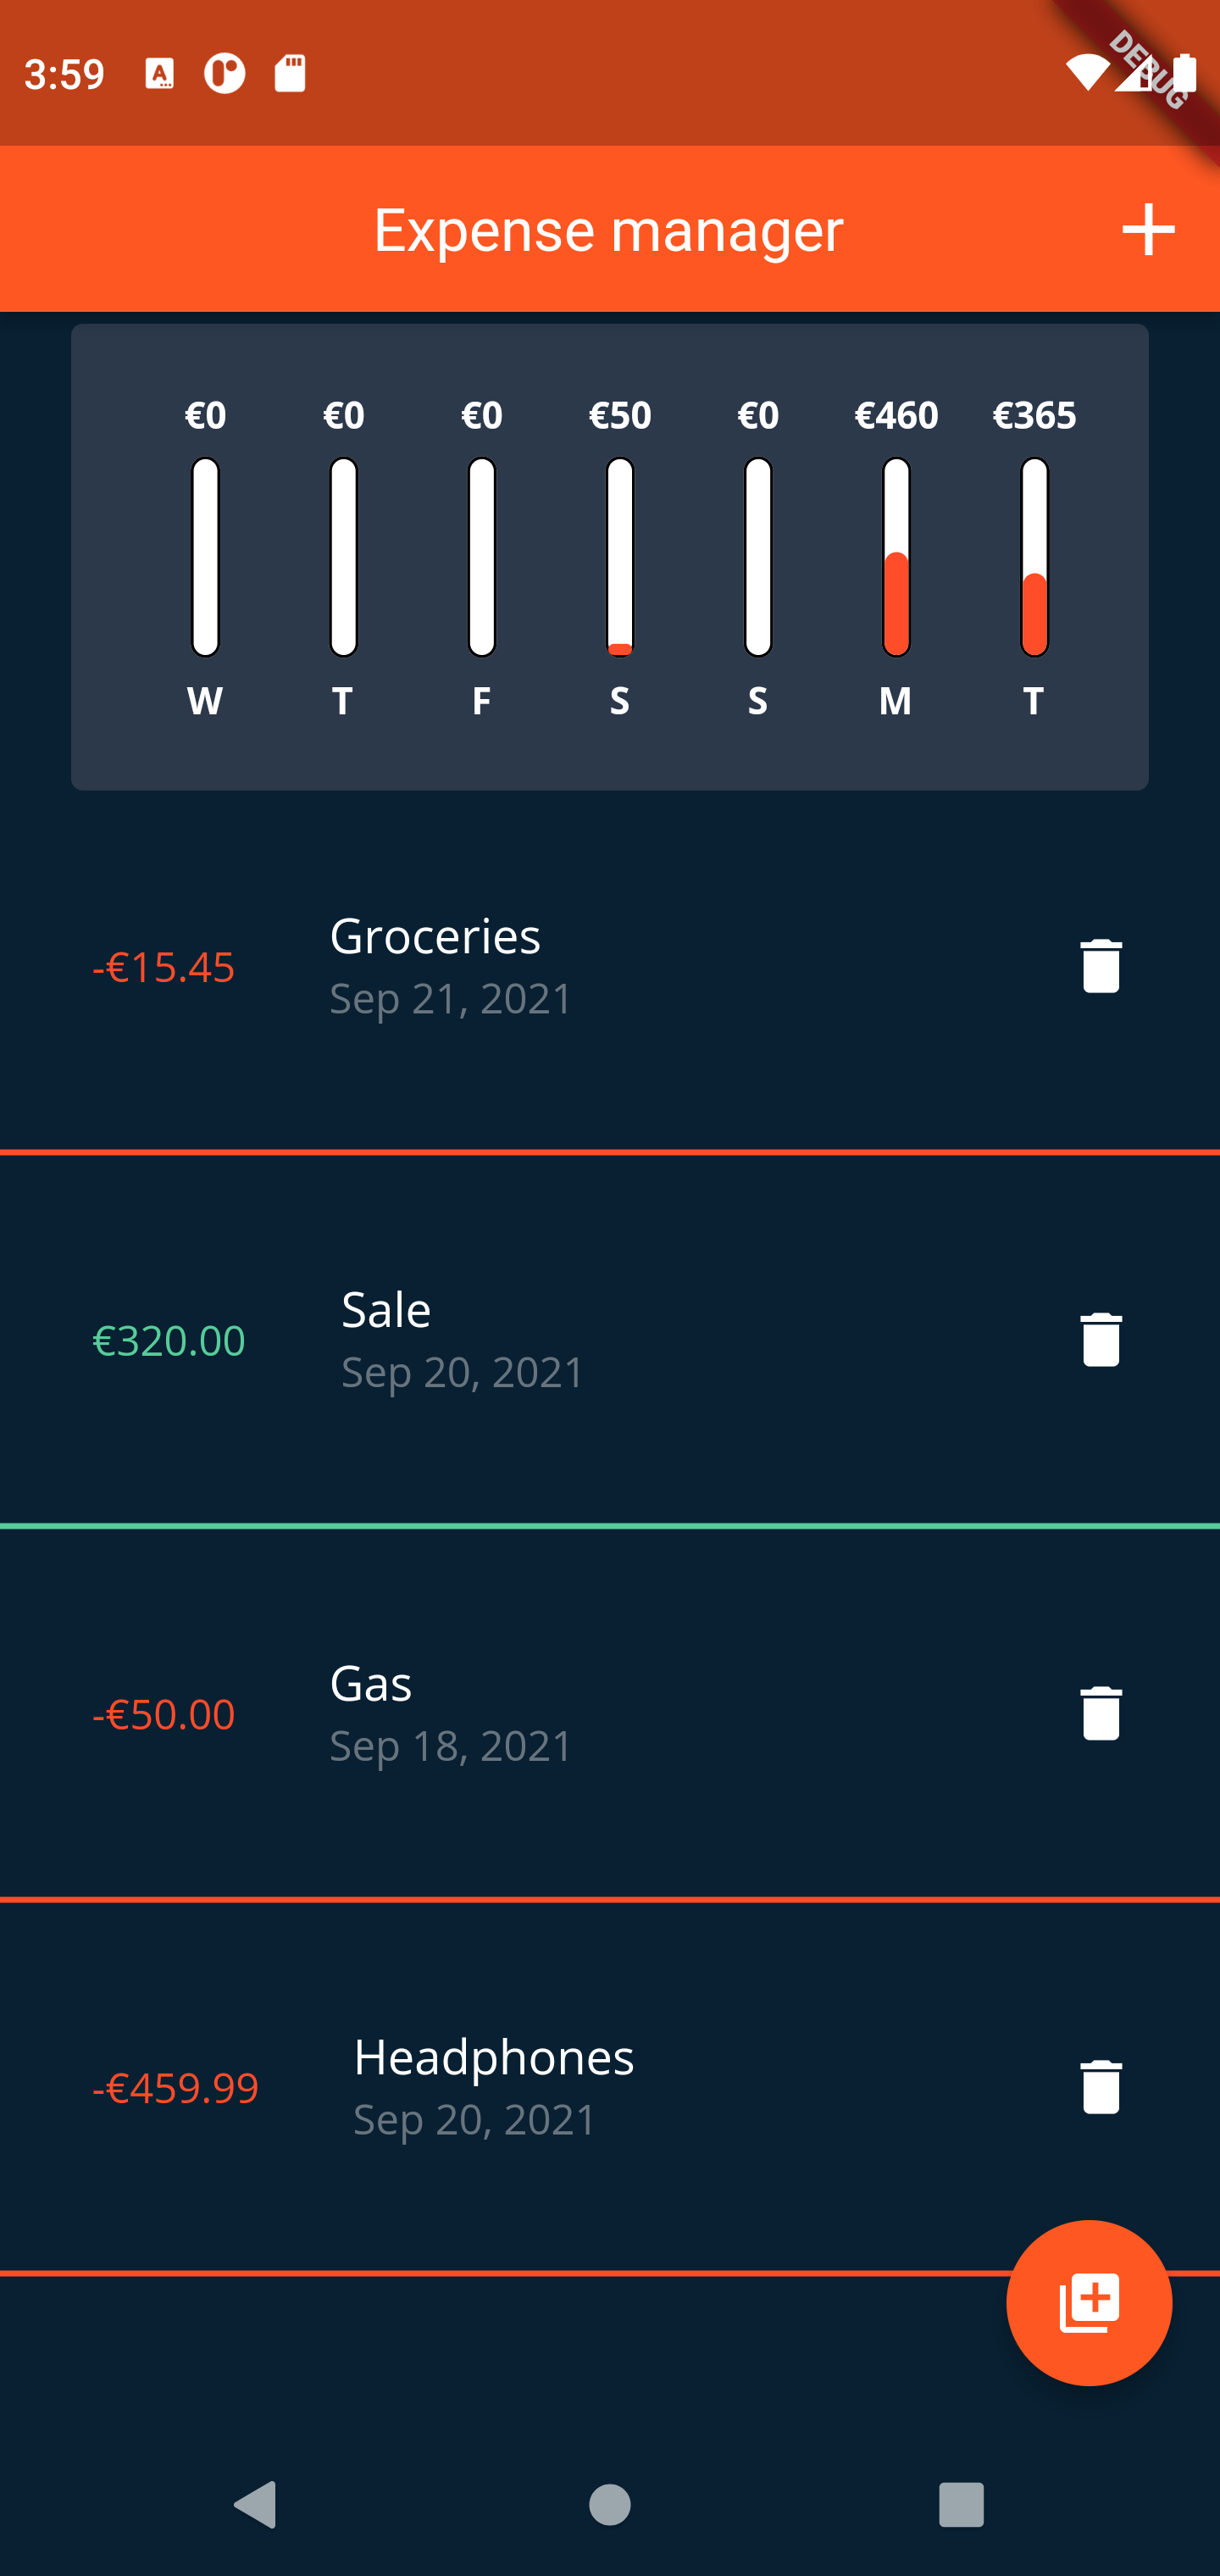 3:59
DEBUG
Expense manager
€0 €0 €0 €50 €0 €460 €365
W T F S S M T
Groceries
-€15.45
Sep 21, 2021
Sale
€320.00
Sep 20, 2021
Gas
-€50.00
Sep 18, 2021
Headphones
-€459.99
Sep 20, 2021